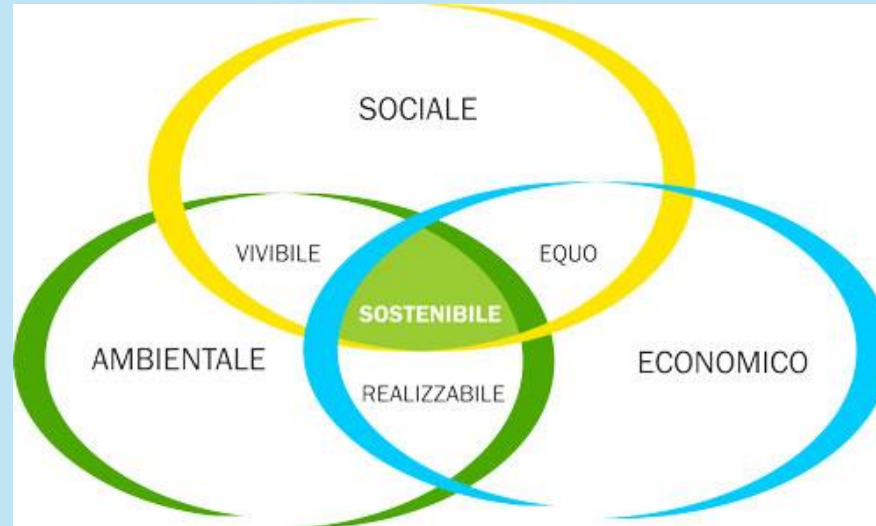 SOCIALE
VIVIBILE
EQUO
SOSTENIBILE
AMBIENTALE
ECONOMICO
REALIZZABILE